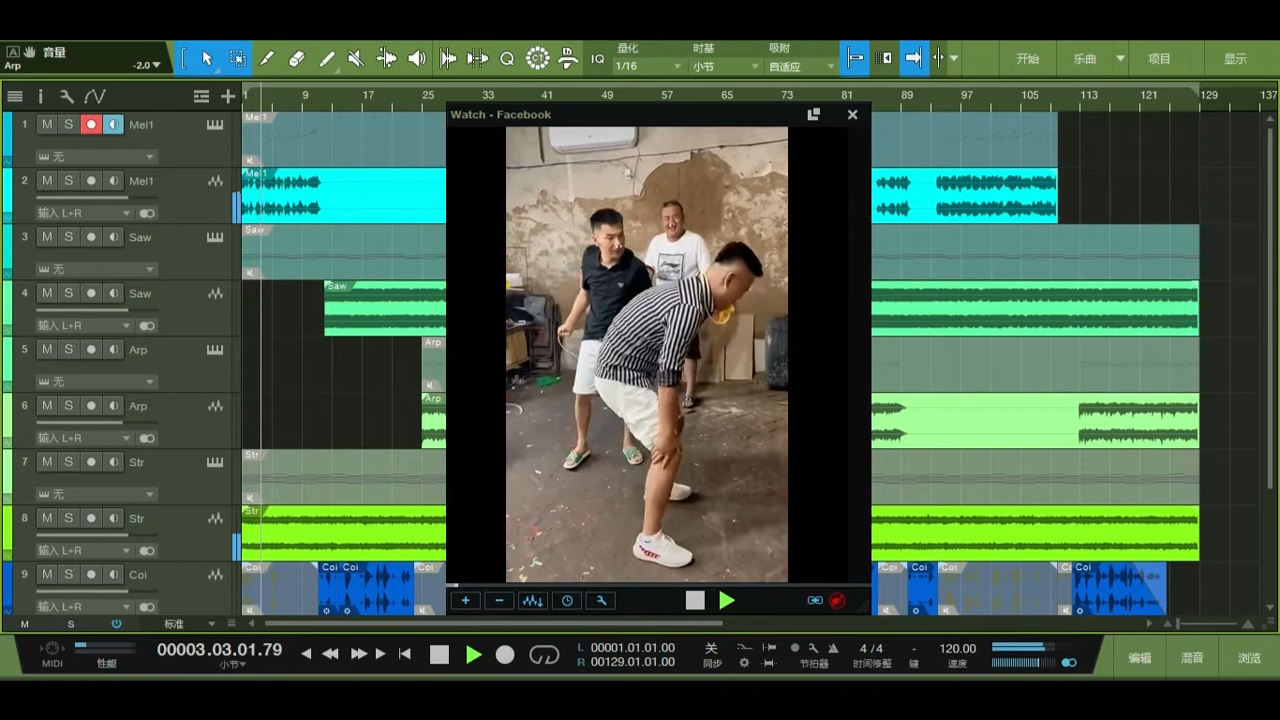 A 音量
Arp -2.0
IQ
量化
1/16
时基
小节
吸附
自适应
开始 乐曲 项目 显示
1 9 17 25 33 41 49 57 65 73 81 89 97 105 113 121 129 137
Watch - Facebook
1 M S Mel1
无
Mel1
2 M S Mel1
输入 L+R
Mel1
3 M S Saw
无
Saw
4 M S Saw
输入 L+R
Saw
5 M S Arp
无
Arp
6 M S Arp
输入 L+R
Arp
7 M S Str
无
Str
8 M S Str
输入 L+R
Str
9 M S Coi
输入 L+R
Coi Coi Coi Coi Coi Coi Coi Coi Coi
M S 标准
MIDI 性能
00003.03.01.79
小节
L 00001.01.01.00
R 00129.01.01.00
关
同步
节拍器
4 / 4
时间修整
-
键
120.00
速度
编辑 混音 浏览